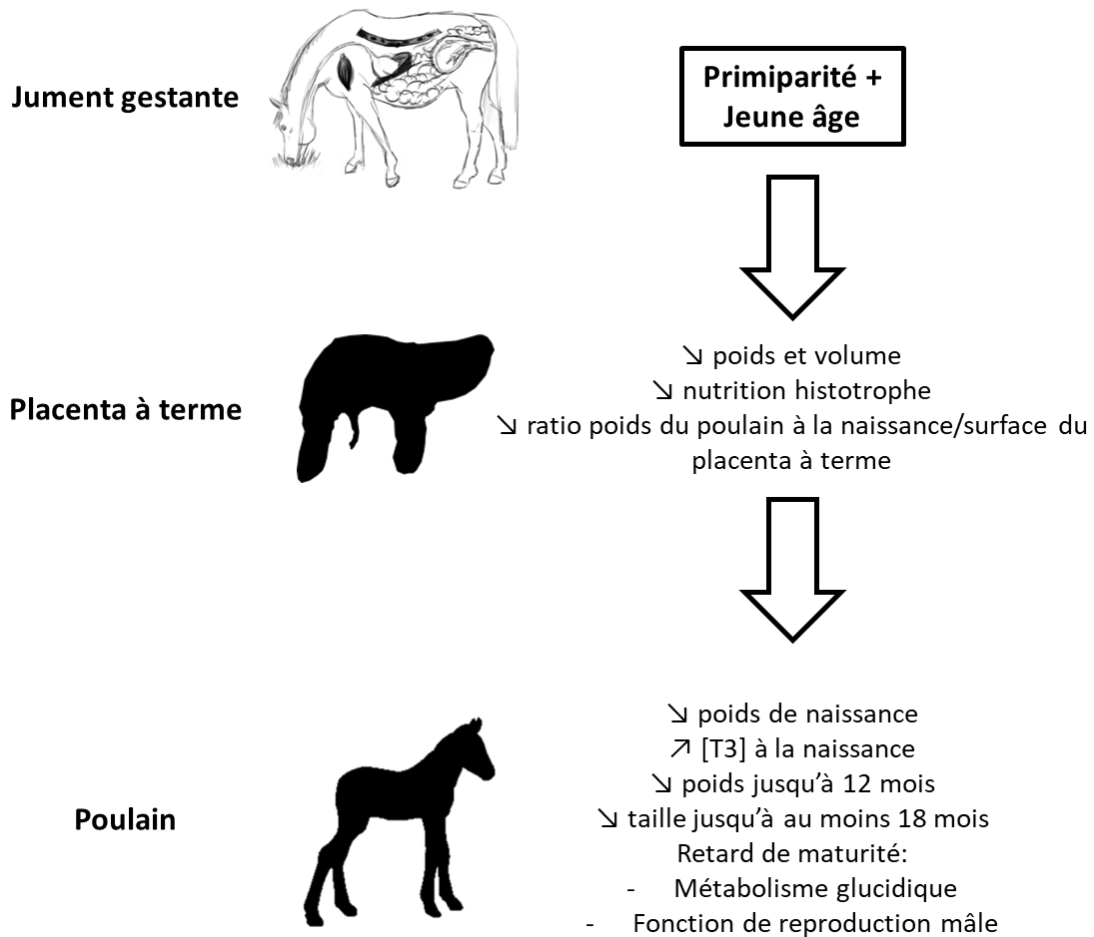 Jument gestante
Primiparité +
Jeune âge
Placenta à terme
↘ poids et volume
↘ nutrition histotrophe
↘ ratio poids du poulain à la naissance/surface du
placenta à terme
Poulain
↘ poids de naissance
↗ [T3] à la naissance
↘ poids jusqu’à 12 mois
↘ taille jusqu’à au moins 18 mois
Retard de maturité:
- Métabolisme glucidique
- Fonction de reproduction mâle